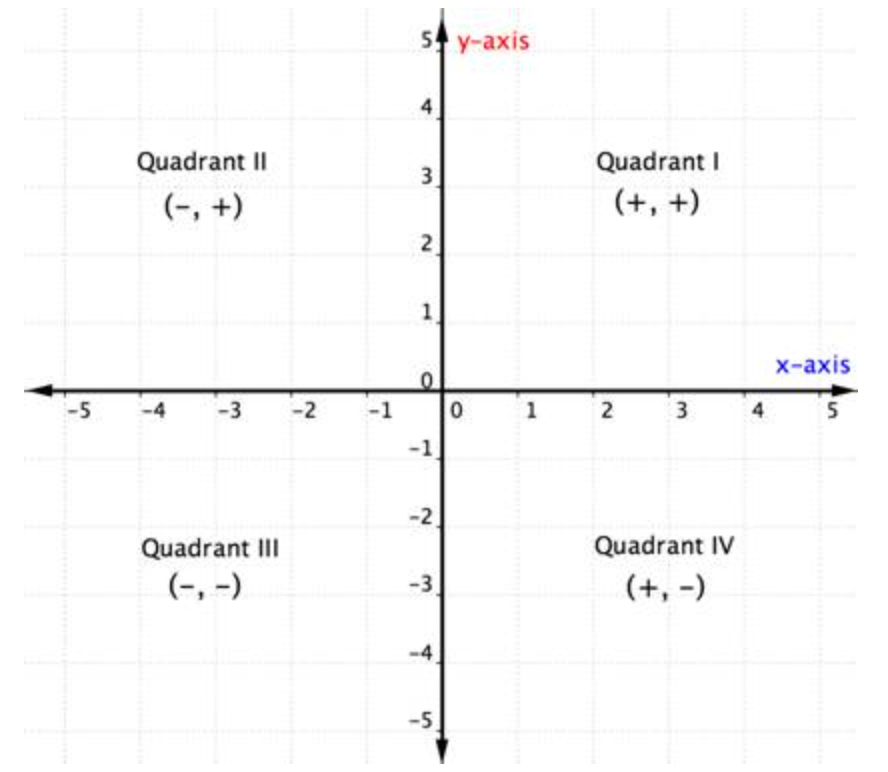 5
y-axis
4
Quadrant II
Quadrant I
3
(−, +)
(+, +)
2
1
x-axis
0
−5 −4 −3 −2 −1 0 1 2 3 4 5
−1
−2
Quadrant III
Quadrant IV
−3
(−, −)
(+, −)
−4
−5